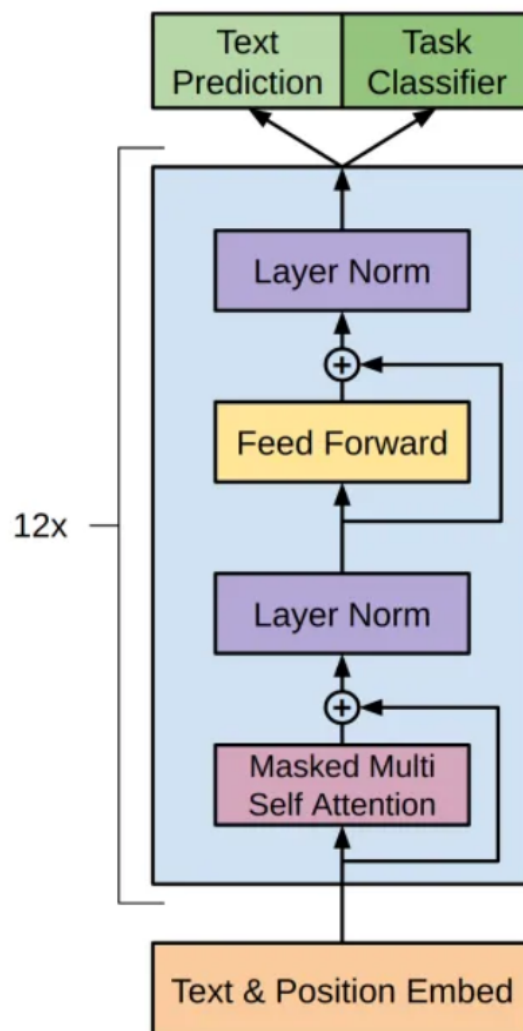 Text
Prediction
Task
Classifier
Layer Norm
+
Feed Forward
12x
Layer Norm
+
Masked Multi
Self Attention
Text & Position Embed